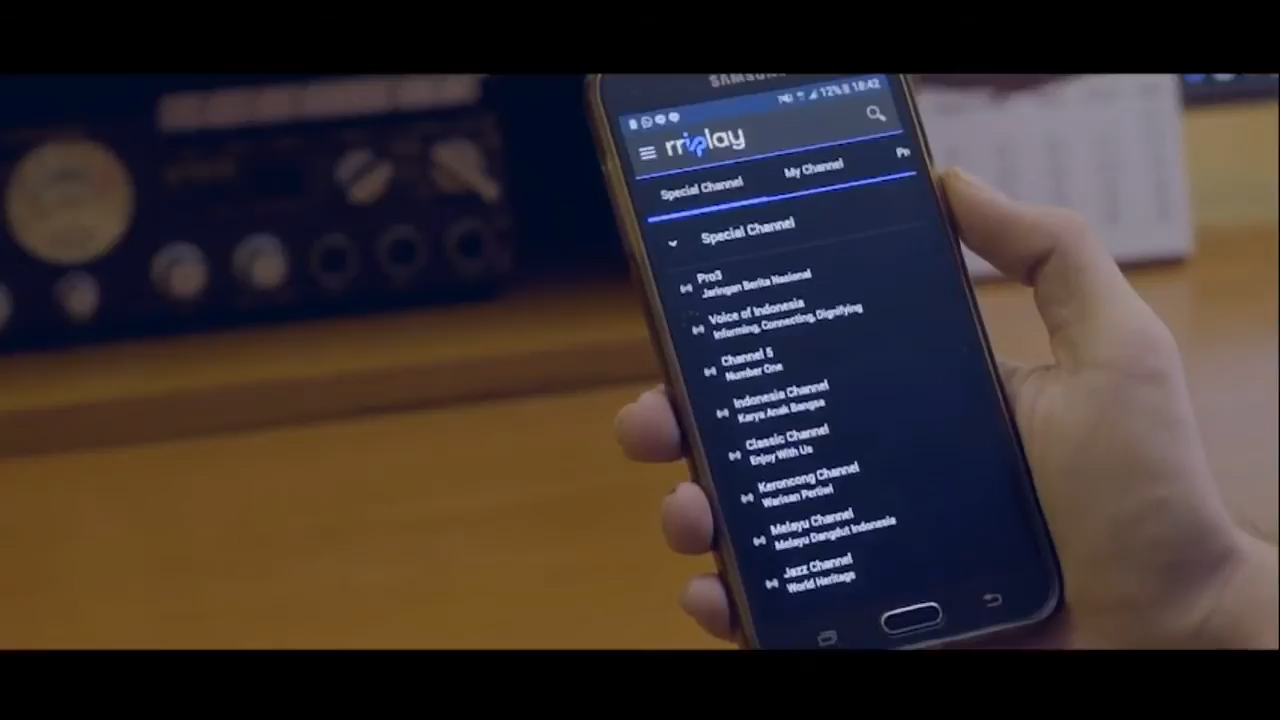 SAMSUNG
12% 18:42
rriplay
Special Channel
My Channel
Pr
Special Channel
Pro3
Jaringan Berita Nasional
Voice of Indonesia
Informing, Connecting, Dignifying
Channel 5
Number One
Indonesia Channel
Karya Anak Bangsa
Classic Channel
Enjoy With Us
Keroncong Channel
Warisan Pertiwi
Melayu Channel
Melayu Dangdut Indonesia
Jazz Channel
World Heritage